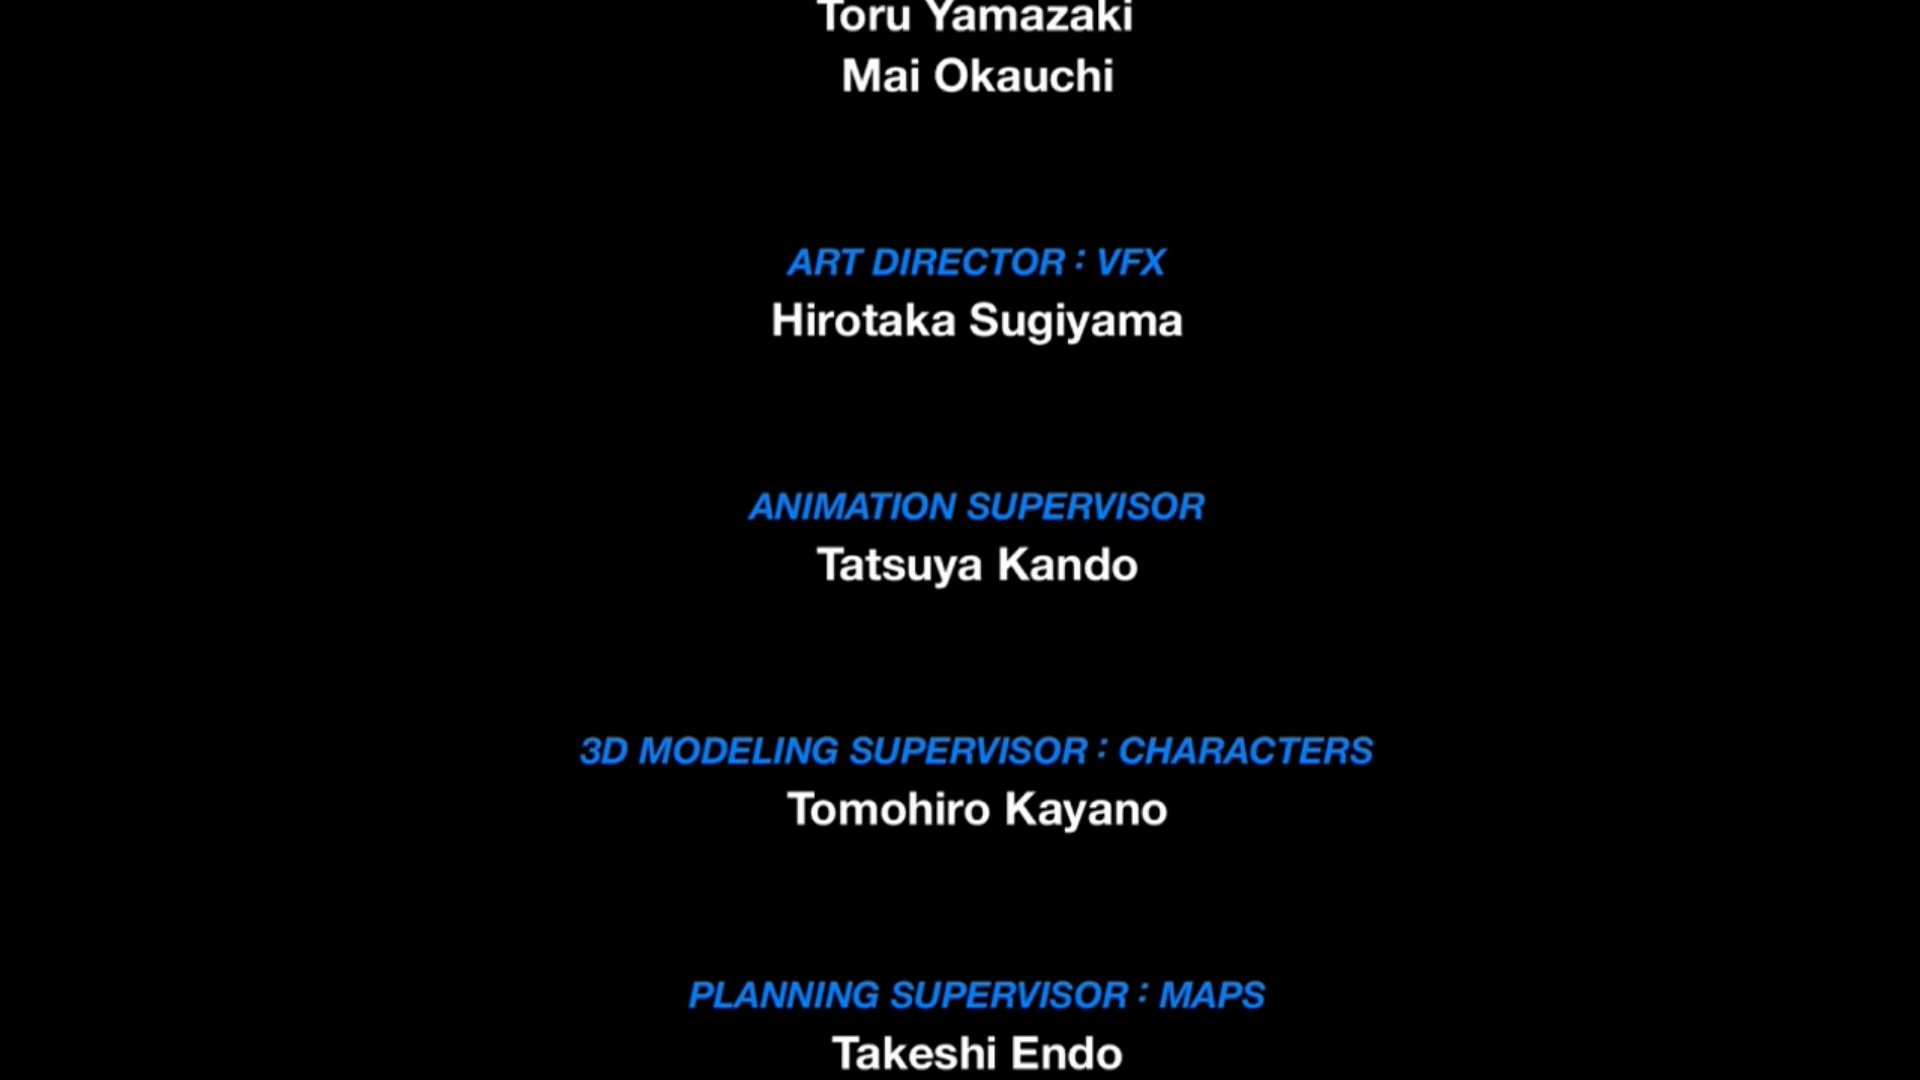 Toru Yamazaki
Mai Okauchi
ART DIRECTOR : VFX
Hirotaka Sugiyama
ANIMATION SUPERVISOR
Tatsuya Kando
3D MODELING SUPERVISOR : CHARACTERS
Tomohiro Kayano
PLANNING SUPERVISOR : MAPS
Takeshi Endo